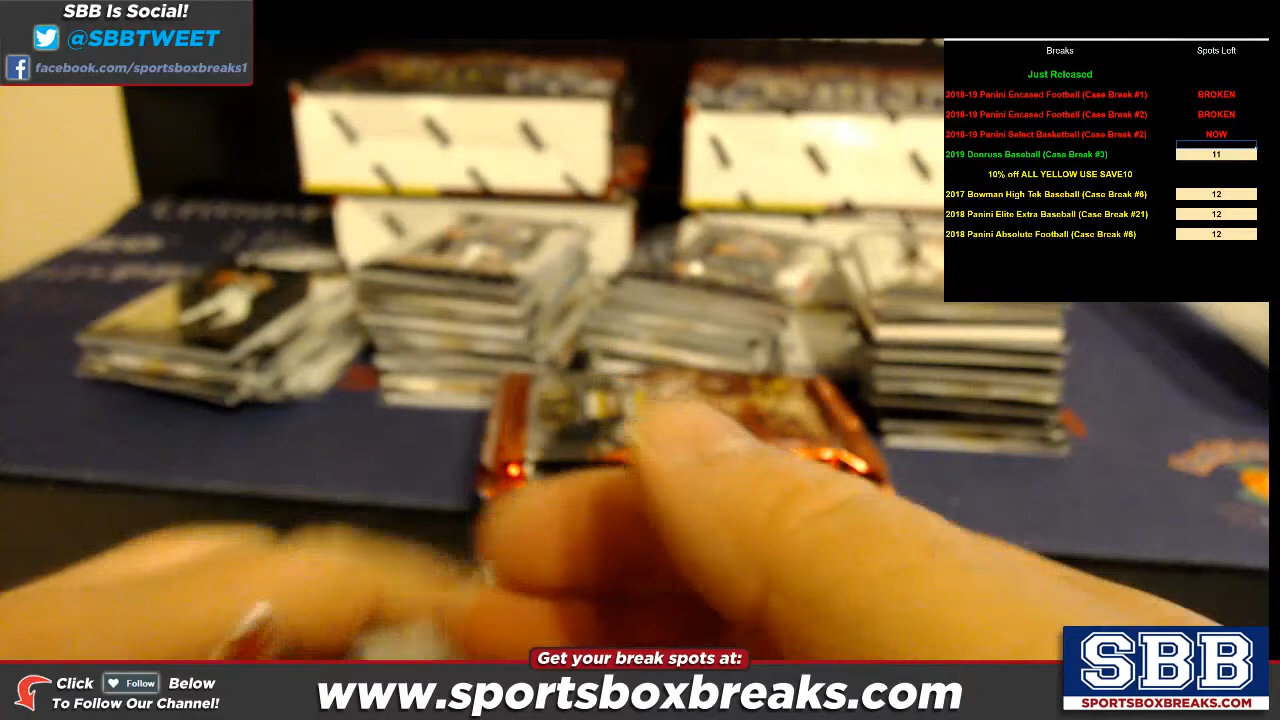 SBB Is Social!
@SBBTWEET
facebook.com/sportsboxbreaks1
Breaks Spots Left
Just Released
2018-19 Panini Encased Football (Case Break #1) BROKEN
2018-19 Panini Encased Football (Case Break #2) BROKEN
2018-19 Panini Select Basketball (Case Break #2) NOW
2019 Donruss Baseball (Case Break #3) 11
10% off ALL YELLOW USE SAVE10
2017 Bowman High Tek Baseball (Case Break #6) 12
2018 Panini Elite Extra Baseball (Case Break #21) 12
2018 Panini Absolute Football (Case Break #6) 12
Get your break spots at:
Click Follow Below
To Follow Our Channel!
www.sportsboxbreaks.com
SBB
SPORTSBOXBREAKS.COM